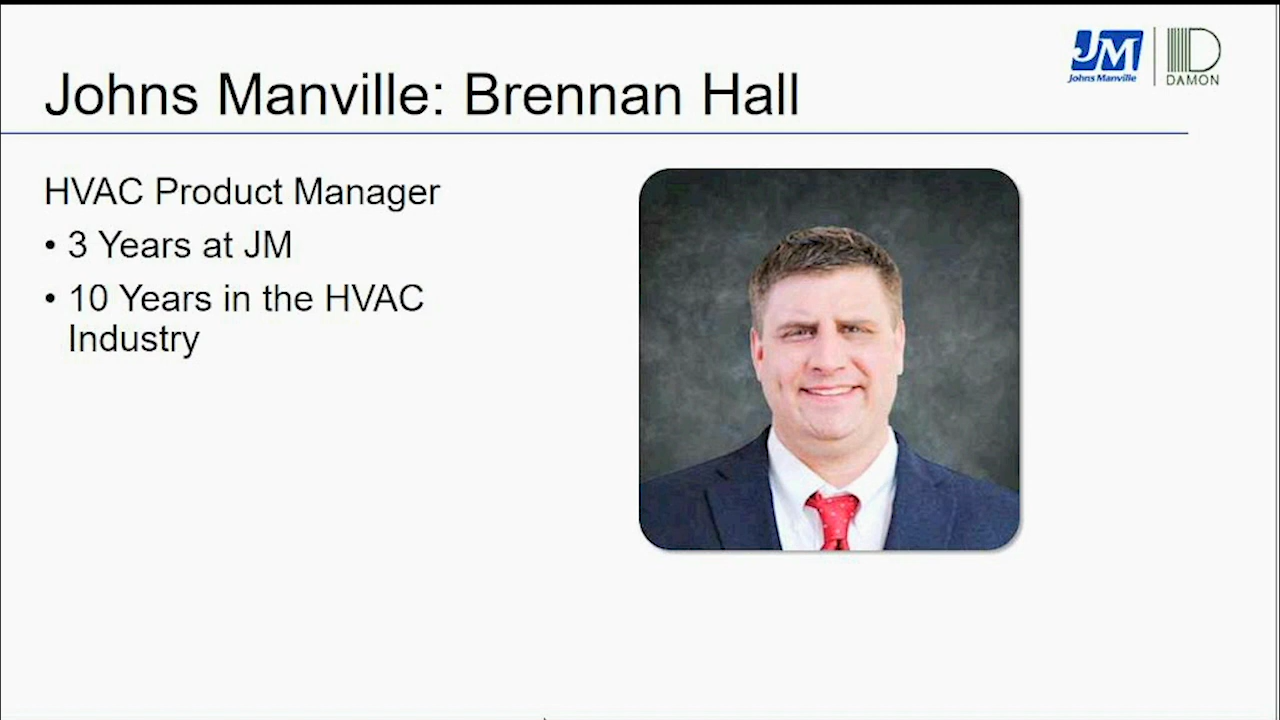 JM
Johns Manville
D
DAMON
Johns Manville: Brennan Hall
HVAC Product Manager
• 3 Years at JM
• 10 Years in the HVAC
Industry